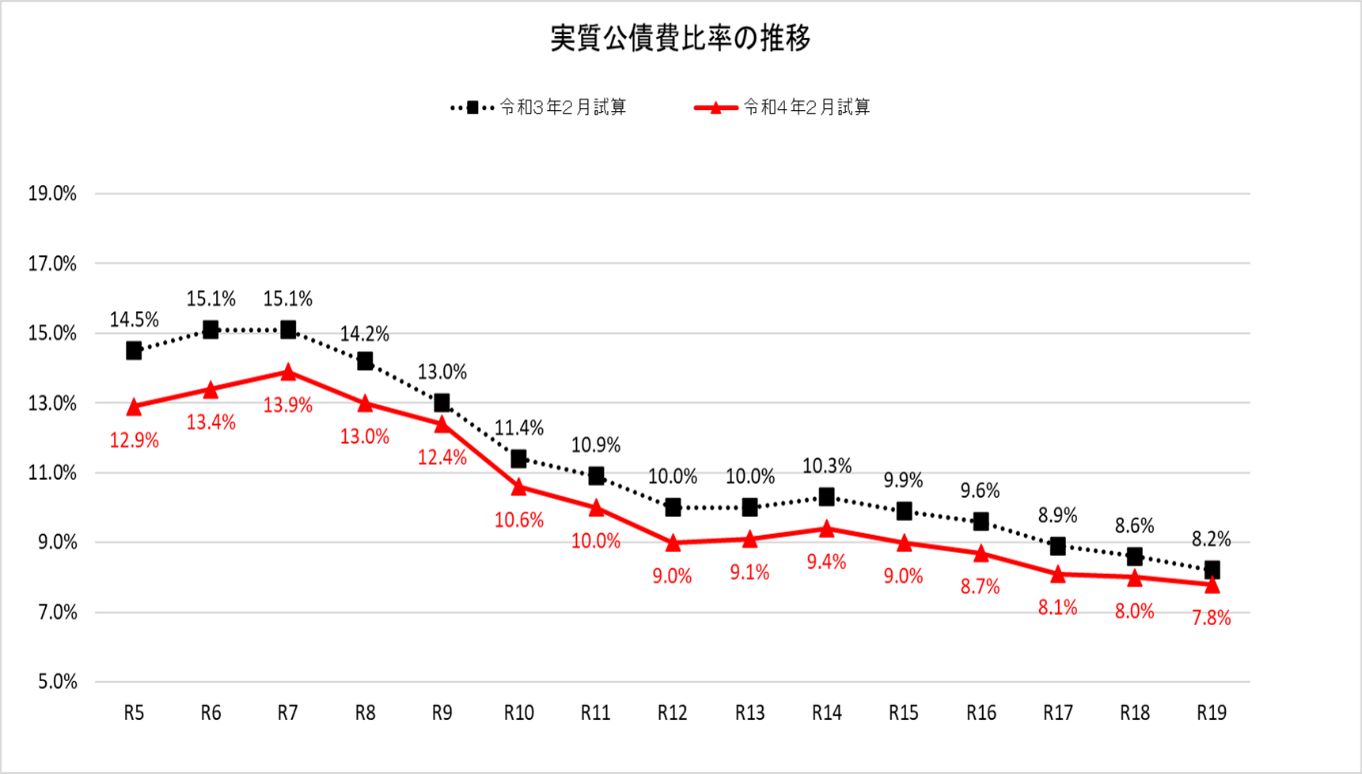 実質公債費比率の推移
令和3年2月試算 令和4年2月試算
19.0%
17.0%
15.0%
13.0%
11.0%
9.0%
7.0%
5.0%
14.5% 15.1% 15.1% 14.2% 13.0% 11.4% 10.9% 10.0% 10.0% 10.3% 9.9% 9.6% 8.9% 8.6% 8.2%
12.9% 13.4% 13.9% 13.0% 12.4% 10.6% 10.0% 9.0% 9.1% 9.4% 9.0% 8.7% 8.1% 8.0% 7.8%
R5 R6 R7 R8 R9 R10 R11 R12 R13 R14 R15 R16 R17 R18 R19